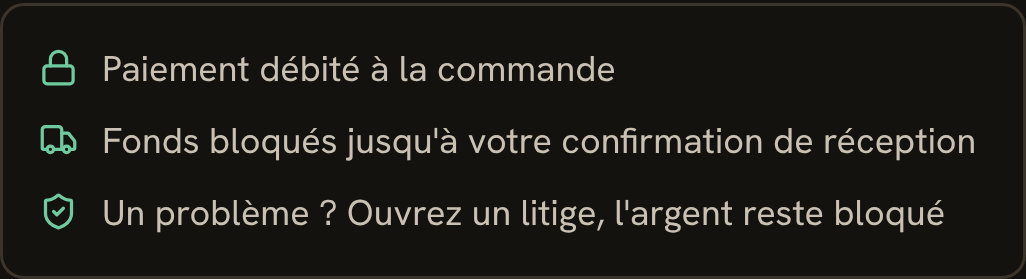 Paiement débité à la commande
Fonds bloqués jusqu'à votre confirmation de réception
Un problème ? Ouvrez un litige, l'argent reste bloqué